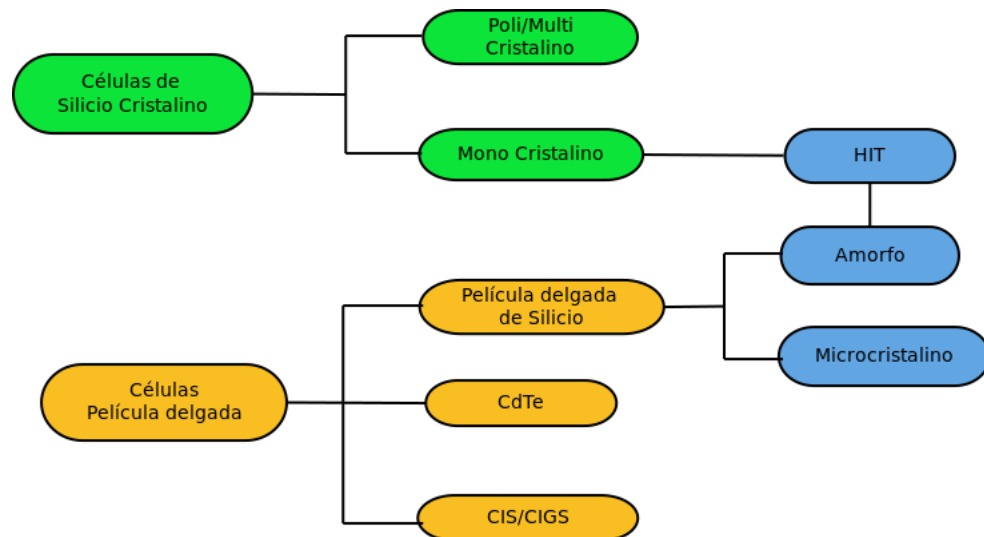 Poli/Multi
Cristalino
Células de
Silicio Cristalino
Mono Cristalino
HIT
Amorfo
Película delgada
de Silicio
Microcristalino
Células
Película delgada
CdTe
CIS/CIGS